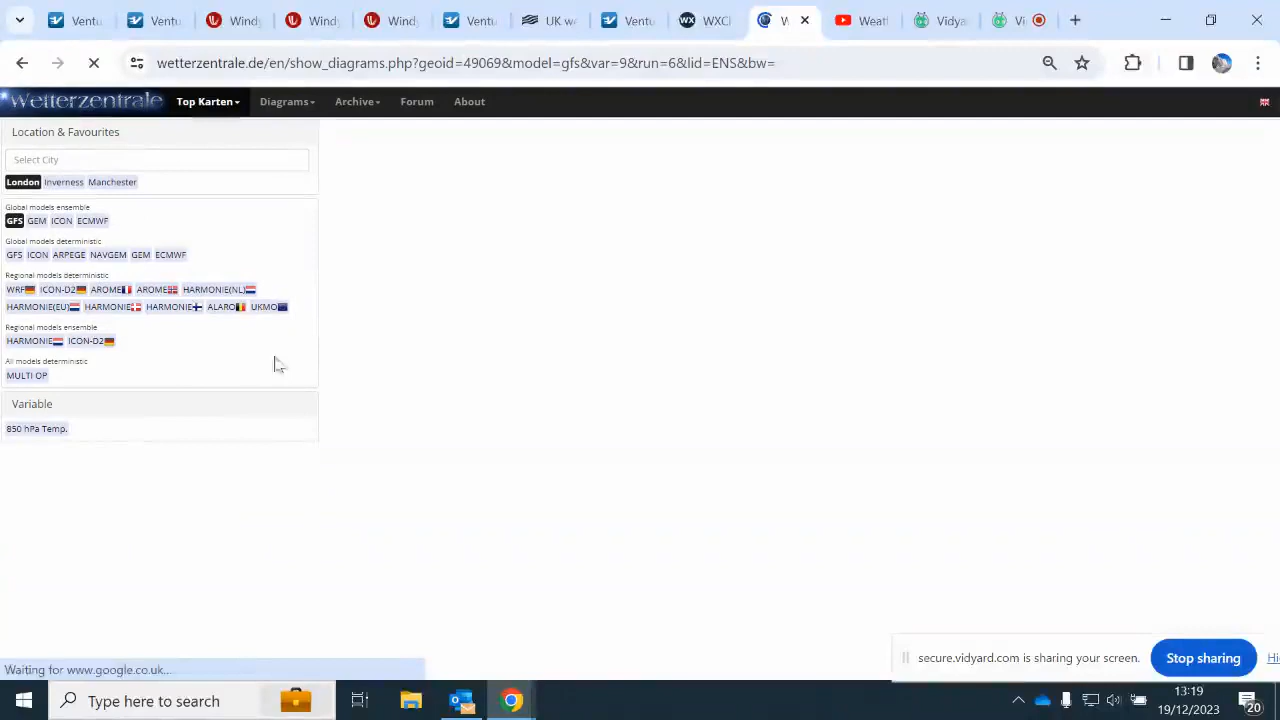 Ventu
Ventu
Windy
Windy
Wind
Ventu
UK we
Ventu
WXCh
W
Weat
Vidya
Vi
wetterzentrale.de/en/show_diagrams.php?geoid=49069&model=gfs&var=9&run=6&lid=ENS&bw=
Wetterzentrale Top Karten Diagrams Archive Forum About
Location & Favourites
Select City
London Inverness Manchester
Global models ensemble
GFS GEM ICON ECMWF
Global models deterministic
GFS ICON ARPEGE NAVGEM GEM ECMWF
Regional models deterministic
WRF ICON-D2 AROME AROME HARMONIE(NL)
HARMONIE(EU) HARMONIE HARMONIE ALARO UKMO
Regional models ensemble
HARMONIE ICON-D2
All models deterministic
MULTI OP
Variable
850 hPa Temp.
secure.vidyard.com is sharing your screen. Stop sharing Hi
Waiting for www.google.co.uk...
Type here to search
13:19
19/12/2023
20